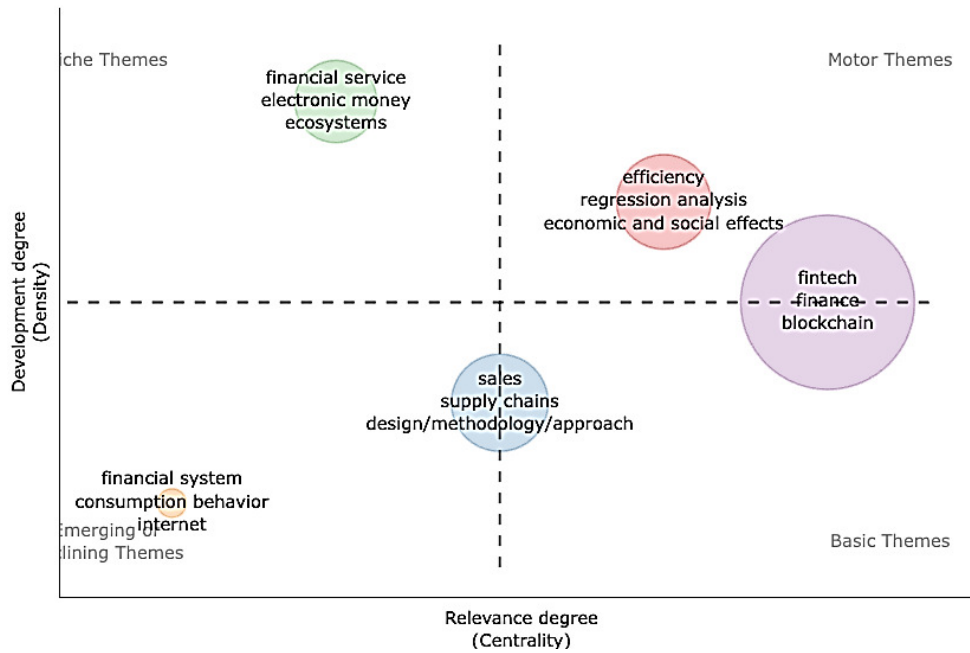 iche Themes
Motor Themes
financial service
electronic money
ecosystems
efficiency
regression analysis
economic and social effects
fintech
finance
blockchain
sales
supply chains
design/methodology/approach
financial system
consumption behavior
internet
Emerging or
clining Themes
Basic Themes
Development degree
(Density)
Relevance degree
(Centrality)